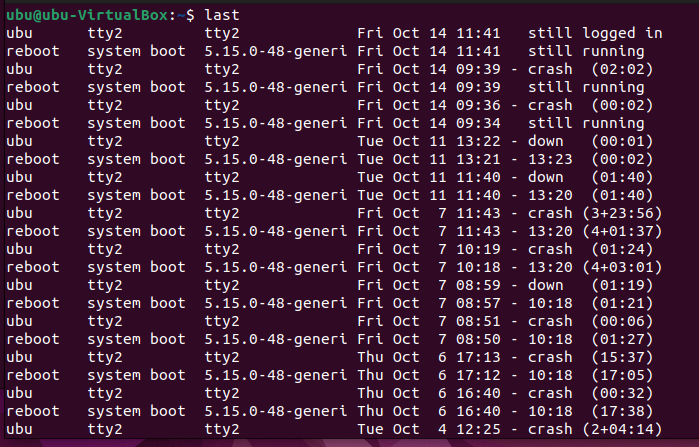 ubu@ubu-VirtualBox:~$ last
ubu      tty2         tty2             Fri Oct 14 11:41   still logged in
reboot   system boot  5.15.0-48-generi Fri Oct 14 11:41   still running
ubu      tty2         tty2             Fri Oct 14 09:39 - crash  (02:02)
reboot   system boot  5.15.0-48-generi Fri Oct 14 09:39   still running
ubu      tty2         tty2             Fri Oct 14 09:36 - crash  (00:02)
reboot   system boot  5.15.0-48-generi Fri Oct 14 09:34   still running
ubu      tty2         tty2             Tue Oct 11 13:22 - down   (00:01)
reboot   system boot  5.15.0-48-generi Tue Oct 11 13:21 - 13:23  (00:02)
ubu      tty2         tty2             Tue Oct 11 11:40 - down   (01:40)
reboot   system boot  5.15.0-48-generi Tue Oct 11 11:40 - 13:20  (01:40)
ubu      tty2         tty2             Fri Oct  7 11:43 - crash (3+23:56)
reboot   system boot  5.15.0-48-generi Fri Oct  7 11:43 - 13:20 (4+01:37)
ubu      tty2         tty2             Fri Oct  7 10:19 - crash  (01:24)
reboot   system boot  5.15.0-48-generi Fri Oct  7 10:18 - 13:20 (4+03:01)
ubu      tty2         tty2             Fri Oct  7 08:59 - down   (01:19)
reboot   system boot  5.15.0-48-generi Fri Oct  7 08:57 - 10:18  (01:21)
ubu      tty2         tty2             Fri Oct  7 08:51 - crash  (00:06)
reboot   system boot  5.15.0-48-generi Fri Oct  7 08:50 - 10:18  (01:27)
ubu      tty2         tty2             Thu Oct  6 17:13 - crash  (15:37)
reboot   system boot  5.15.0-48-generi Thu Oct  6 17:12 - 10:18  (17:05)
ubu      tty2         tty2             Thu Oct  6 16:40 - crash  (00:32)
reboot   system boot  5.15.0-48-generi Thu Oct  6 16:40 - 10:18  (17:38)
ubu      tty2         tty2             Tue Oct  4 12:25 - crash (2+04:14)